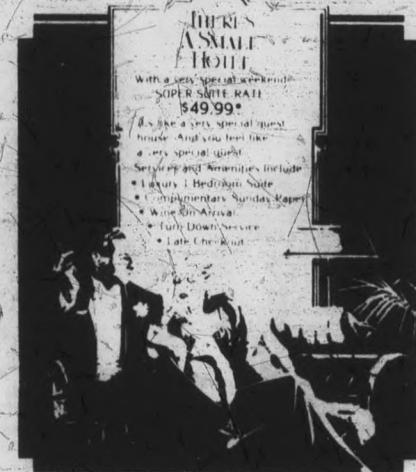 THERE'S
A SMALL
HOTEL
With a very special weekend
SUPER SUITE RATE
$49.99*
It's like a very special guest
house. And you feel like
a very special guest.
Services and Amenities Include
• Luxury 1 Bedroom Suite
• Complimentary Sunday Paper
• Wine On Arrival
• Turn Down Service
• Late Checkout